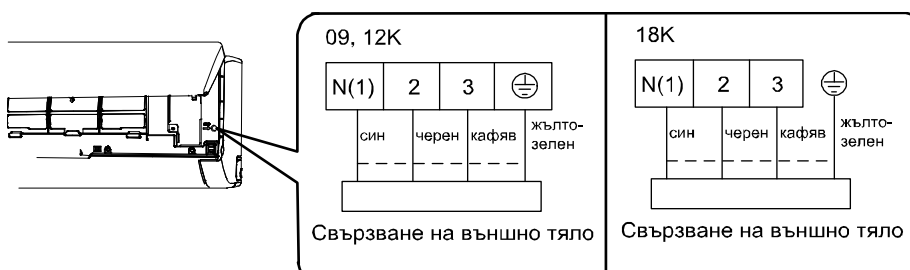 09, 12K
N(1) 2 3
син черен кафяв жълто-
зелен
Свързване на външно тяло
18K
N(1) 2 3
син черен кафяв жълто-
зелен
Свързване на външно тяло